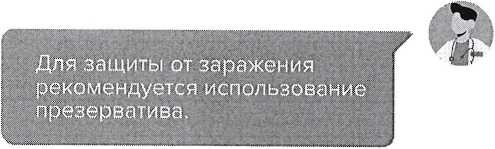 Для защиты от заражения
рекомендуется использование
презерватива.